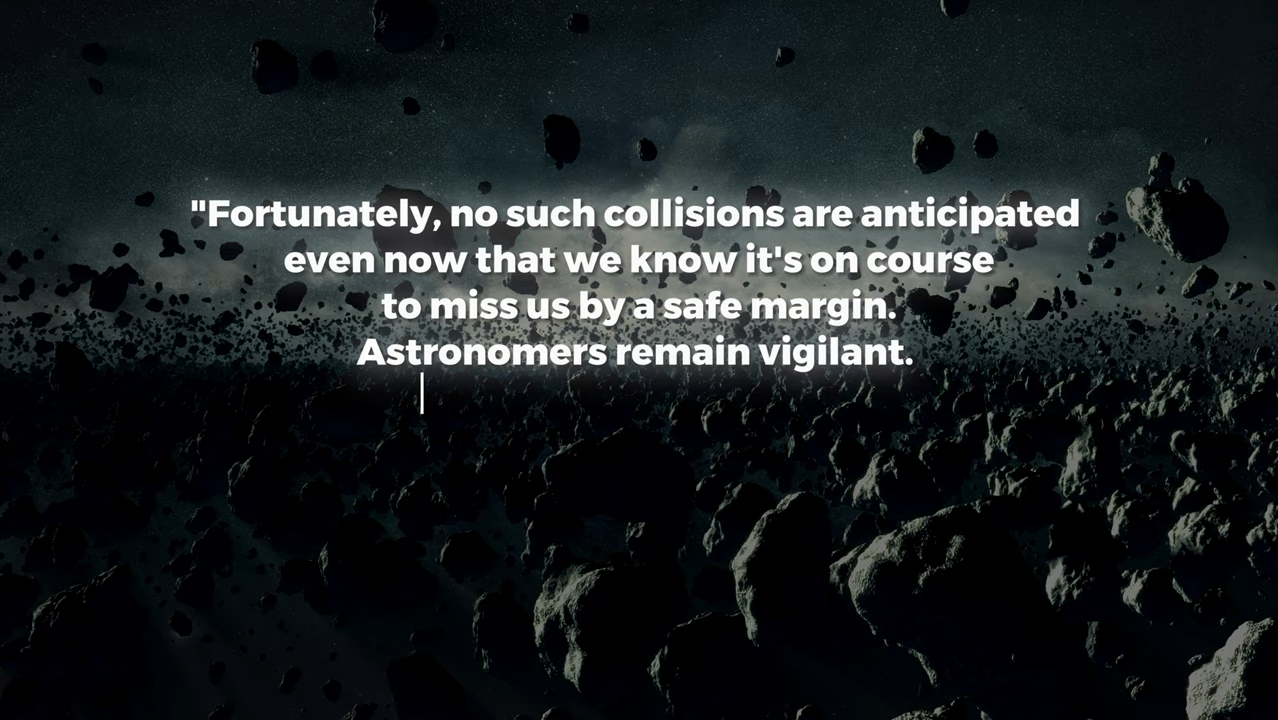 "Fortunately, no such collisions are anticipated
even now that we know it's on course
to miss us by a safe margin.
Astronomers remain vigilant.